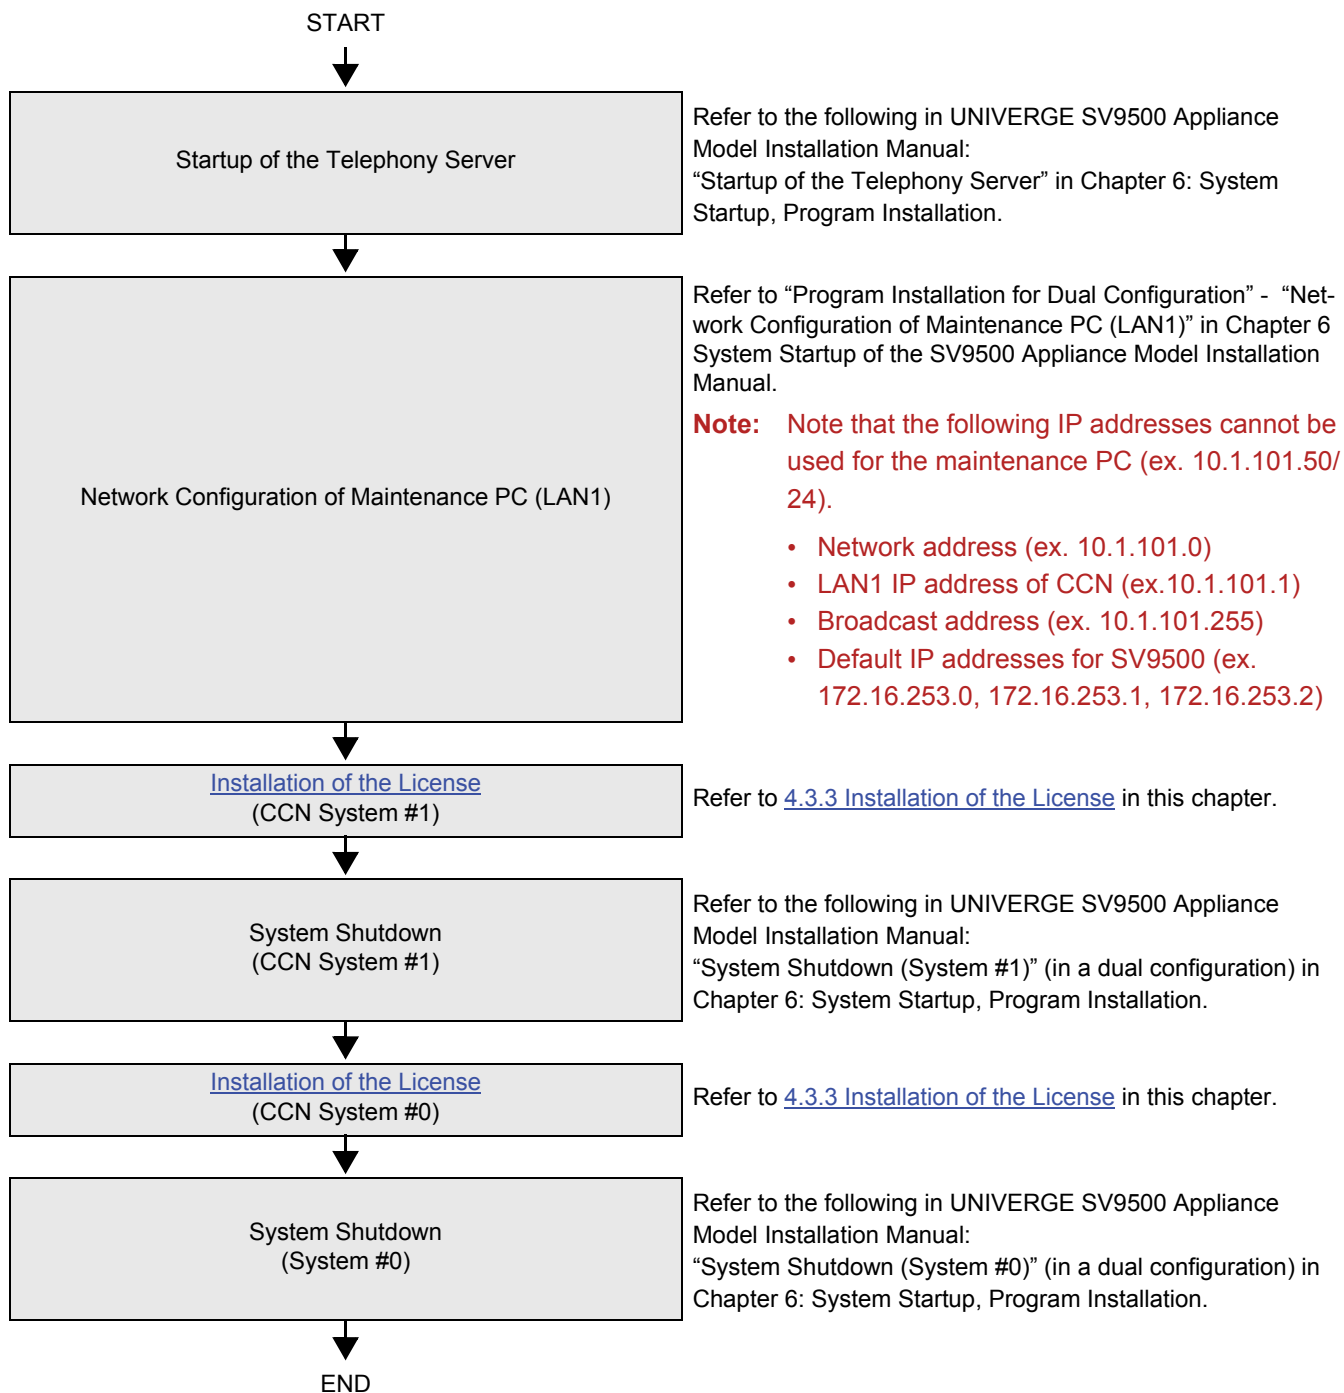 START
Startup of the Telephony Server
Refer to the following in UNIVERGE SV9500 Appliance
Model Installation Manual:
“Startup of the Telephony Server” in Chapter 6: System
Startup, Program Installation.
Network Configuration of Maintenance PC (LAN1)
Refer to “Program Installation for Dual Configuration” - “Net-
work Configuration of Maintenance PC (LAN1)” in Chapter 6
System Startup of the SV9500 Appliance Model Installation
Manual.
Note: Note that the following IP addresses cannot be
used for the maintenance PC (ex. 10.1.101.50/
24).
• Network address (ex. 10.1.101.0)
• LAN1 IP address of CCN (ex.10.1.101.1)
• Broadcast address (ex. 10.1.101.255)
• Default IP addresses for SV9500 (ex.
172.16.253.0, 172.16.253.1, 172.16.253.2)
Installation of the License
(CCN System #1)
Refer to 4.3.3 Installation of the License in this chapter.
System Shutdown
(CCN System #1)
Refer to the following in UNIVERGE SV9500 Appliance
Model Installation Manual:
“System Shutdown (System #1)” (in a dual configuration) in
Chapter 6: System Startup, Program Installation.
Installation of the License
(CCN System #0)
Refer to 4.3.3 Installation of the License in this chapter.
System Shutdown
(System #0)
Refer to the following in UNIVERGE SV9500 Appliance
Model Installation Manual:
“System Shutdown (System #0)” (in a dual configuration) in
Chapter 6: System Startup, Program Installation.
END